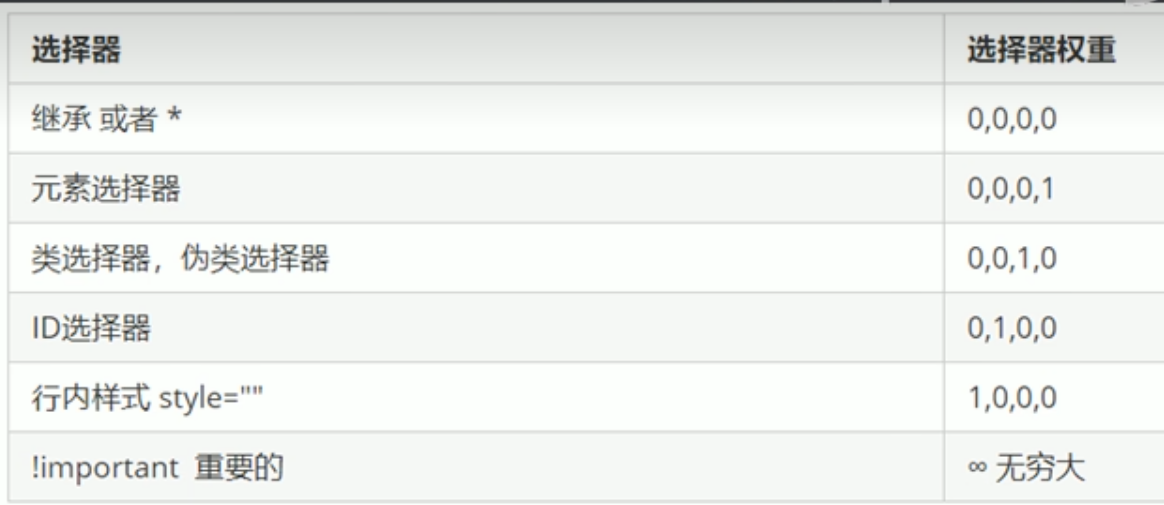 选择器 选择器权重
继承 或者 * 0,0,0,0
元素选择器 0,0,0,1
类选择器，伪类选择器 0,0,1,0
ID选择器 0,1,0,0
行内样式 style="" 1,0,0,0
!important 重要的 ∞ 无穷大